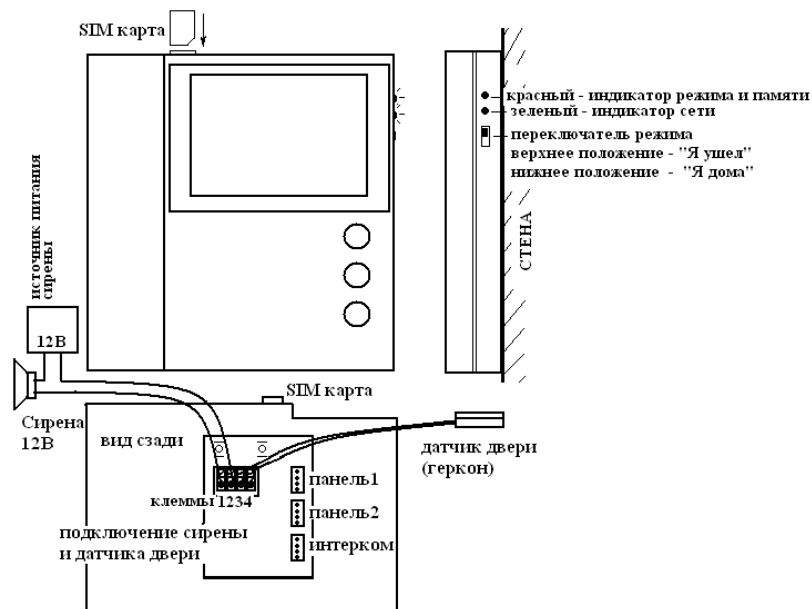 SIM карта
красный - индикатор режима и памяти
зеленый - индикатор сети
переключатель режима
верхнее положение - "Я ушел"
нижнее положение - "Я дома"
СТЕНА
источник питания
сирены
12В
Сирена
12В
SIM карта
вид сзади
датчик двери
(геркон)
клеммы 1234
панель1
панель2
интерком
подключение сирены
и датчика двери